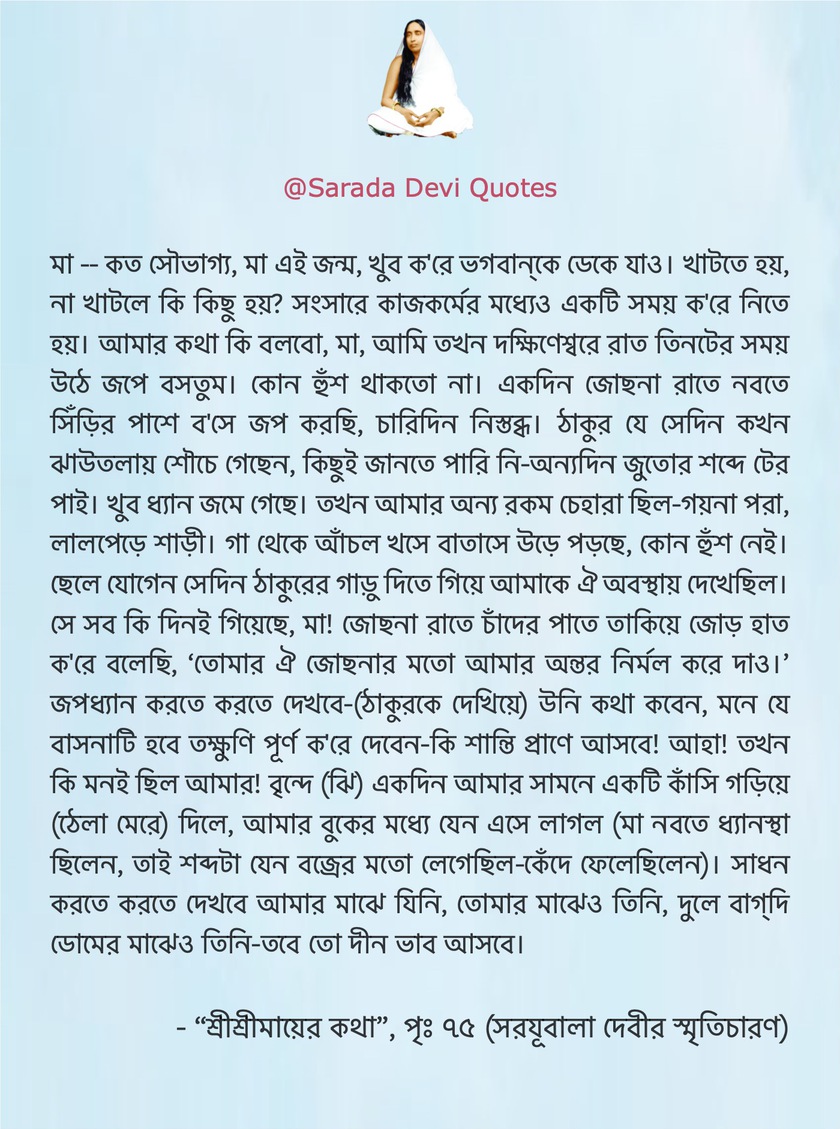 @Sarada Devi Quotes
মা -- কত সৌভাগ্য, মা এই জন্ম, খুব ক'রে ভগবান্‌কে ডেকে যাও। খাটতে হয়,
না খাটলে কি কিছু হয়? সংসারে কাজকর্মের মধ্যেও একটি সময় ক'রে নিতে
হয়। আমার কথা কি বলবো, মা, আমি তখন দক্ষিণেশ্বরে রাত তিনটের সময়
উঠে জপে বসতুম। কোন হুঁশ থাকতো না। একদিন জোছনা রাতে নবতে
সিঁড়ির পাশে ব'সে জপ করছি, চারিদিন নিস্তব্ধ। ঠাকুর যে সেদিন কখন
ঝাউতলায় শৌচে গেছেন, কিছুই জানতে পারি নি-অন্যদিন জুতোর শব্দে টের
পাই। খুব ধ্যান জমে গেছে। তখন আমার অন্য রকম চেহারা ছিল-গয়না পরা,
লালপেড়ে শাড়ী। গা থেকে আঁচল খসে বাতাসে উড়ে পড়ছে, কোন হুঁশ নেই।
ছেলে যোগেন সেদিন ঠাকুরের গাড়ু দিতে গিয়ে আমাকে ঐ অবস্থায় দেখেছিল।
সে সব কি দিনই গিয়েছে, মা! জোছনা রাতে চাঁদের পাতে তাকিয়ে জোড় হাত
ক'রে বলেছি, ‘তোমার ঐ জোছনার মতো আমার অন্তর নির্মল করে দাও।’
জপধ্যান করতে করতে দেখবে-(ঠাকুরকে দেখিয়ে) উনি কথা কবেন, মনে যে
বাসনাটি হবে তক্ষুণি পূর্ণ ক'রে দেবেন-কি শান্তি প্রাণে আসবে! আহা! তখন
কি মনই ছিল আমার! বৃন্দে (ঝি) একদিন আমার সামনে একটি কাঁসি গড়িয়ে
(ঠেলা মেরে) দিলে, আমার বুকের মধ্যে যেন এসে লাগল (মা নবতে ধ্যানস্থা
ছিলেন, তাই শব্দটা যেন বজ্রের মতো লেগেছিল-কেঁদে ফেলেছিলেন)। সাধন
করতে করতে দেখবে আমার মাঝে যিনি, তোমার মাঝেও তিনি, দুলে বাগ্‌দি
ডোমের মাঝেও তিনি-তবে তো দীন ভাব আসবে।
- “শ্রীশ্রীমায়ের কথা”, পৃঃ ৭৫ (সরযূবালা দেবীর স্মৃতিচারণ)